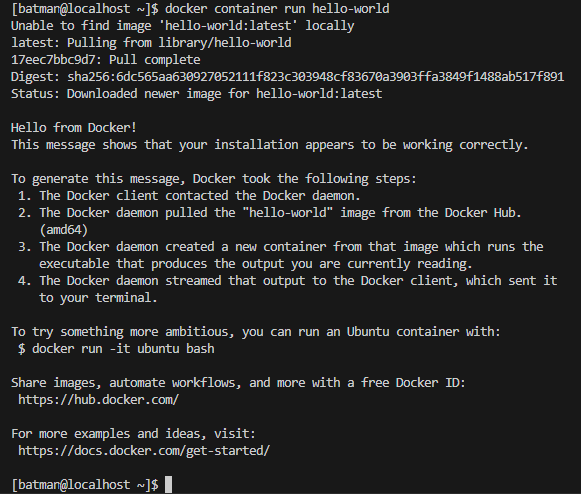 [batman@localhost ~]$ docker container run hello-world
Unable to find image 'hello-world:latest' locally
latest: Pulling from library/hello-world
17eec7bbc9d7: Pull complete
Digest: sha256:6dc565aa630927052111f823c303948cf83670a3903ffa3849f1488ab517f891
Status: Downloaded newer image for hello-world:latest

Hello from Docker!
This message shows that your installation appears to be working correctly.

To generate this message, Docker took the following steps:
 1. The Docker client contacted the Docker daemon.
 2. The Docker daemon pulled the "hello-world" image from the Docker Hub.
    (amd64)
 3. The Docker daemon created a new container from that image which runs the
    executable that produces the output you are currently reading.
 4. The Docker daemon streamed that output to the Docker client, which sent it
    to your terminal.

To try something more ambitious, you can run an Ubuntu container with:
 $ docker run -it ubuntu bash

Share images, automate workflows, and more with a free Docker ID:
 https://hub.docker.com/

For more examples and ideas, visit:
 https://docs.docker.com/get-started/

[batman@localhost ~]$